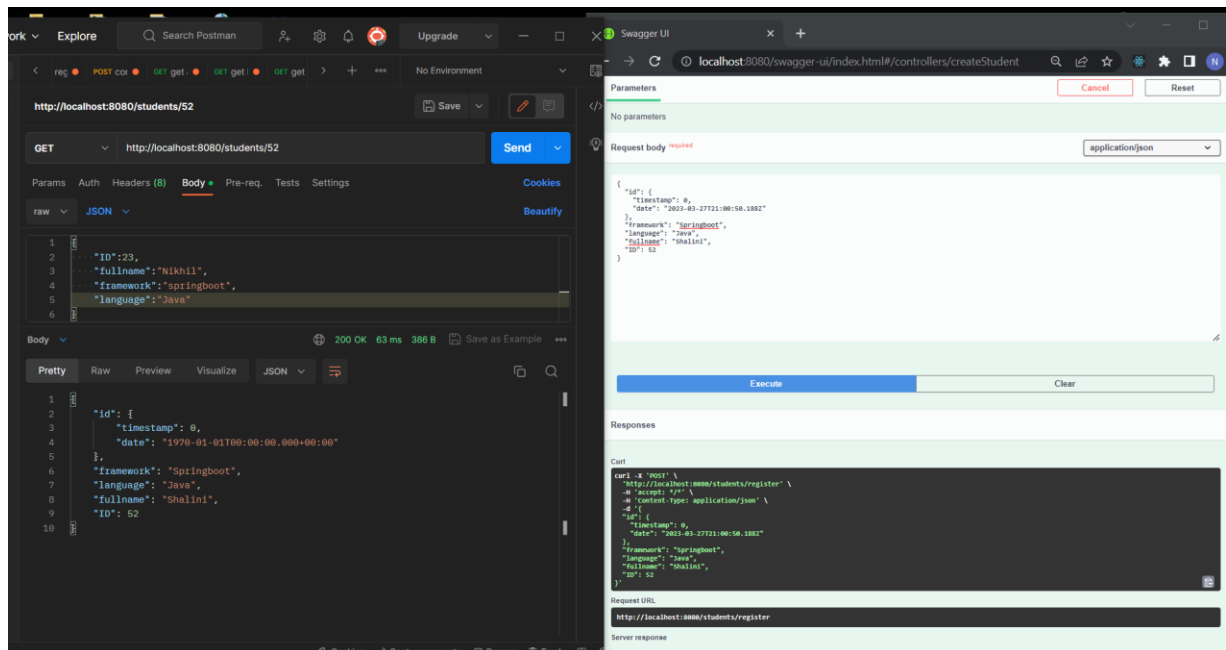 ork Explore Search Postman Upgrade
reg POST cor GET get GET get GET get No Environment
http://localhost:8080/students/52 Save
GET http://localhost:8080/students/52 Send
Params Auth Headers (8) Body Pre-req. Tests Settings Cookies
raw JSON Beautify
1 {
2 "ID":23,
3 "fullname":"Nikhil",
4 "framework":"springboot",
5 "language":"Java"
6 }
Body 200 OK 63 ms 386 B Save as Example
Pretty Raw Preview Visualize JSON
1 {
2 "id": {
3 "timestamp": 0,
4 "date": "1970-01-01T00:00:00.000+00:00"
5 },
6 "framework": "Springboot",
7 "language": "Java",
8 "fullname": "Shalini",
9 "ID": 52
10 }
Swagger UI
localhost:8080/swagger-ui/index.html#/controllers/createStudent N
Parameters Cancel Reset
No parameters
Request body required application/json
{
"id": {
"timestamp": 0,
"date": "2023-03-27T21:00:50.188Z"
},
"framework": "Springboot",
"language": "Java",
"fullname": "Shalini",
"ID": 52
}
Execute Clear
Responses
Curl
curl -X 'POST' \
'http://localhost:8080/students/register' \
-H 'accept: */*' \
-H 'Content-Type: application/json' \
-d '{
"id": {
"timestamp": 0,
"date": "2023-03-27T21:00:50.188Z"
},
"framework": "Springboot",
"language": "Java",
"fullname": "Shalini",
"ID": 52
}'
Request URL
http://localhost:8080/students/register
Server response